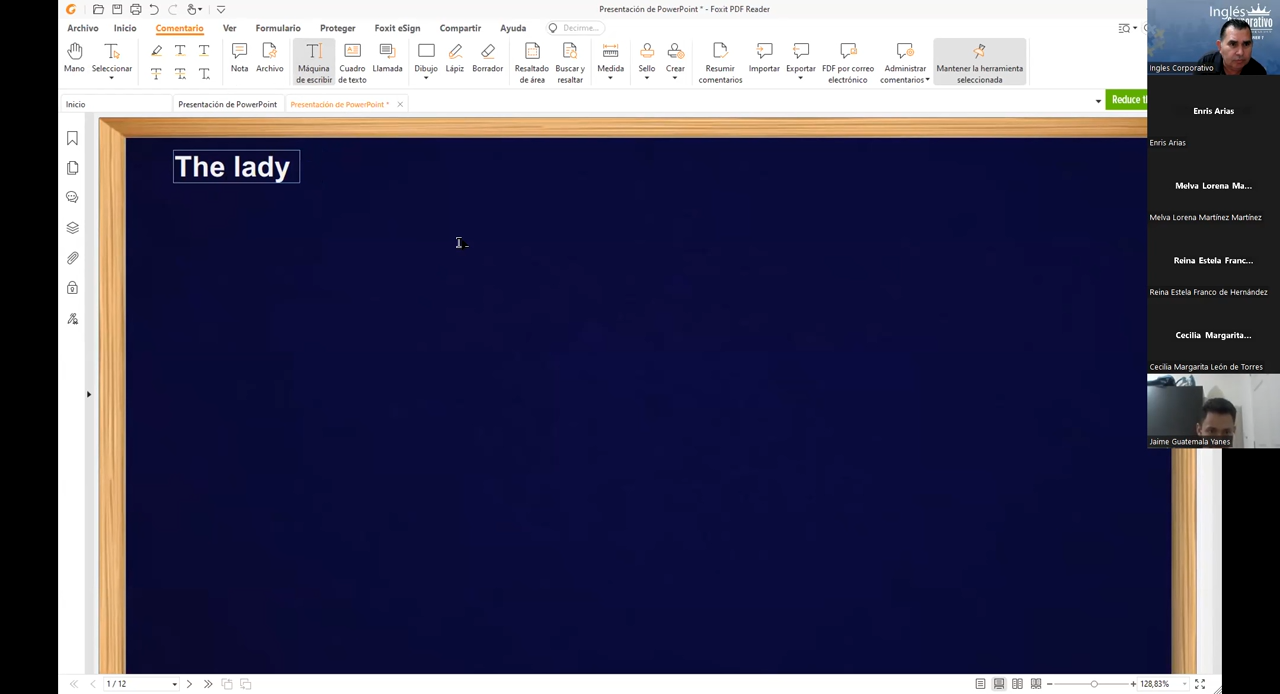 Presentación de PowerPoint * - Foxit PDF Reader
Archivo Inicio Comentario Ver Formulario Proteger Foxit eSign Compartir Ayuda Decirme...
Mano
Seleccionar
Nota
Archivo
Máquina de escribir
Cuadro de texto
Llamada
Dibujo
Lápiz
Borrador
Resaltado de área
Buscar y resaltar
Medida
Sello
Crear
Resumir comentarios
Importar
Exportar
FDF por correo electrónico
Administrar comentarios
Mantener la herramienta seleccionada
Inicio
Presentación de PowerPoint
Presentación de PowerPoint *
Reduce
The lady
Inglés
Corporativo
Ingles Corporativo
Enris Arias
Enris Arias
Melva Lorena Ma...
Melva Lorena Martínez Martínez
Reina Estela Franc...
Reina Estela Franco de Hernández
Cecilia Margarita...
Cecilia Margarita León de Torres
Jaime Guatemala Yanes
1 / 12
128,83%